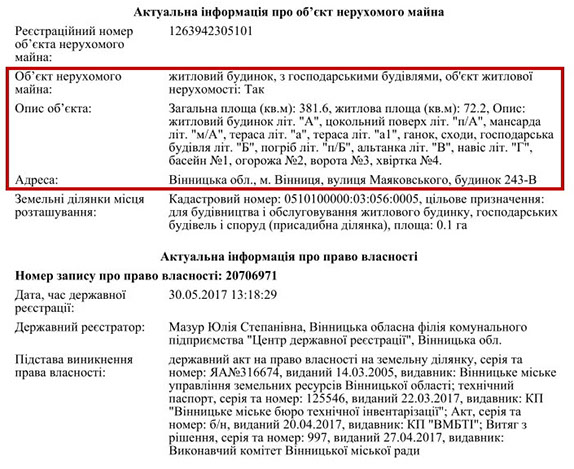 Актуальна інформація про об’єкт нерухомого майна
Реєстраційний номер об’єкта нерухомого майна: 1263942305101
Об’єкт нерухомого майна: житловий будинок, з господарськими будівлями, об'єкт житлової нерухомості: Так
Опис об’єкта: Загальна площа (кв.м): 381.6, житлова площа (кв.м): 72.2, Опис:
житловий будинок літ. "А", цокольний поверх літ. "п/А", мансарда
літ. "м/А", тераса літ. "а", тераса літ. "а1", ганок, сходи, господарська
будівля літ. "Б", погріб літ. "п/Б", альтанка літ. "В", навіс літ. "Г",
басейн №1, огорожа №2, ворота №3, хвіртка №4.
Адреса: Вінницька обл., м. Вінниця, вулиця Маяковського, будинок 243-В
Земельні ділянки місця розташування: Кадастровий номер: 0510100000:03:056:0005, цільове призначення:
для будівництва і обслуговування житлового будинку, господарських
будівель і споруд (присадибна ділянка), площа: 0.1 га
Актуальна інформація про право власності
Номер запису про право власності: 20706971
Дата, час державної реєстрації: 30.05.2017 13:18:29
Державний реєстратор: Мазур Юлія Степанівна, Вінницька обласна філія комунального
підприємства "Центр державної реєстрації", Вінницька обл.
Підстава виникнення права власності: державний акт на право власності на земельну ділянку, серія та
номер: ЯА№316674, виданий 14.03.2005, видавник: Вінницьке міське
управління земельних ресурсів Вінницької області; технічний
паспорт, серія та номер: 125546, виданий 22.03.2017, видавник: КП
"Вінницьке міське бюро технічної інвентарізації"; Акт, серія та
номер: б/н, виданий 20.04.2017, видавник: КП "ВМБТІ"; Витяг з
рішення, серія та номер: 997, виданий 27.04.2017, видавник:
Виконавчий комітет Вінницької міської ради